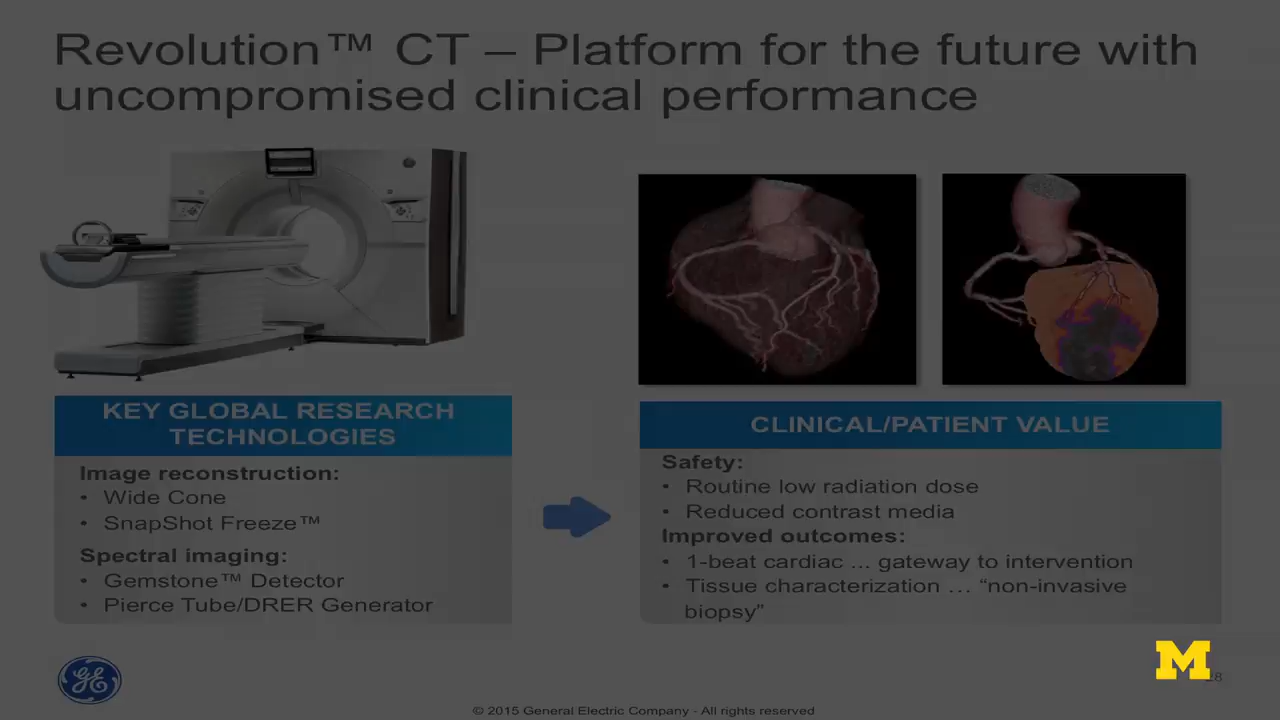 Revolution™ CT – Platform for the future with
uncompromised clinical performance
KEY GLOBAL RESEARCH
TECHNOLOGIES
Image reconstruction:
• Wide Cone
• SnapShot Freeze™
Spectral imaging:
• Gemstone™ Detector
• Pierce Tube/DRER Generator
CLINICAL/PATIENT VALUE
Safety:
• Routine low radiation dose
• Reduced contrast media
Improved outcomes:
• 1-beat cardiac ... gateway to intervention
• Tissue characterization … “non-invasive
biopsy”
GE
M
28
© 2015 General Electric Company - All rights reserved